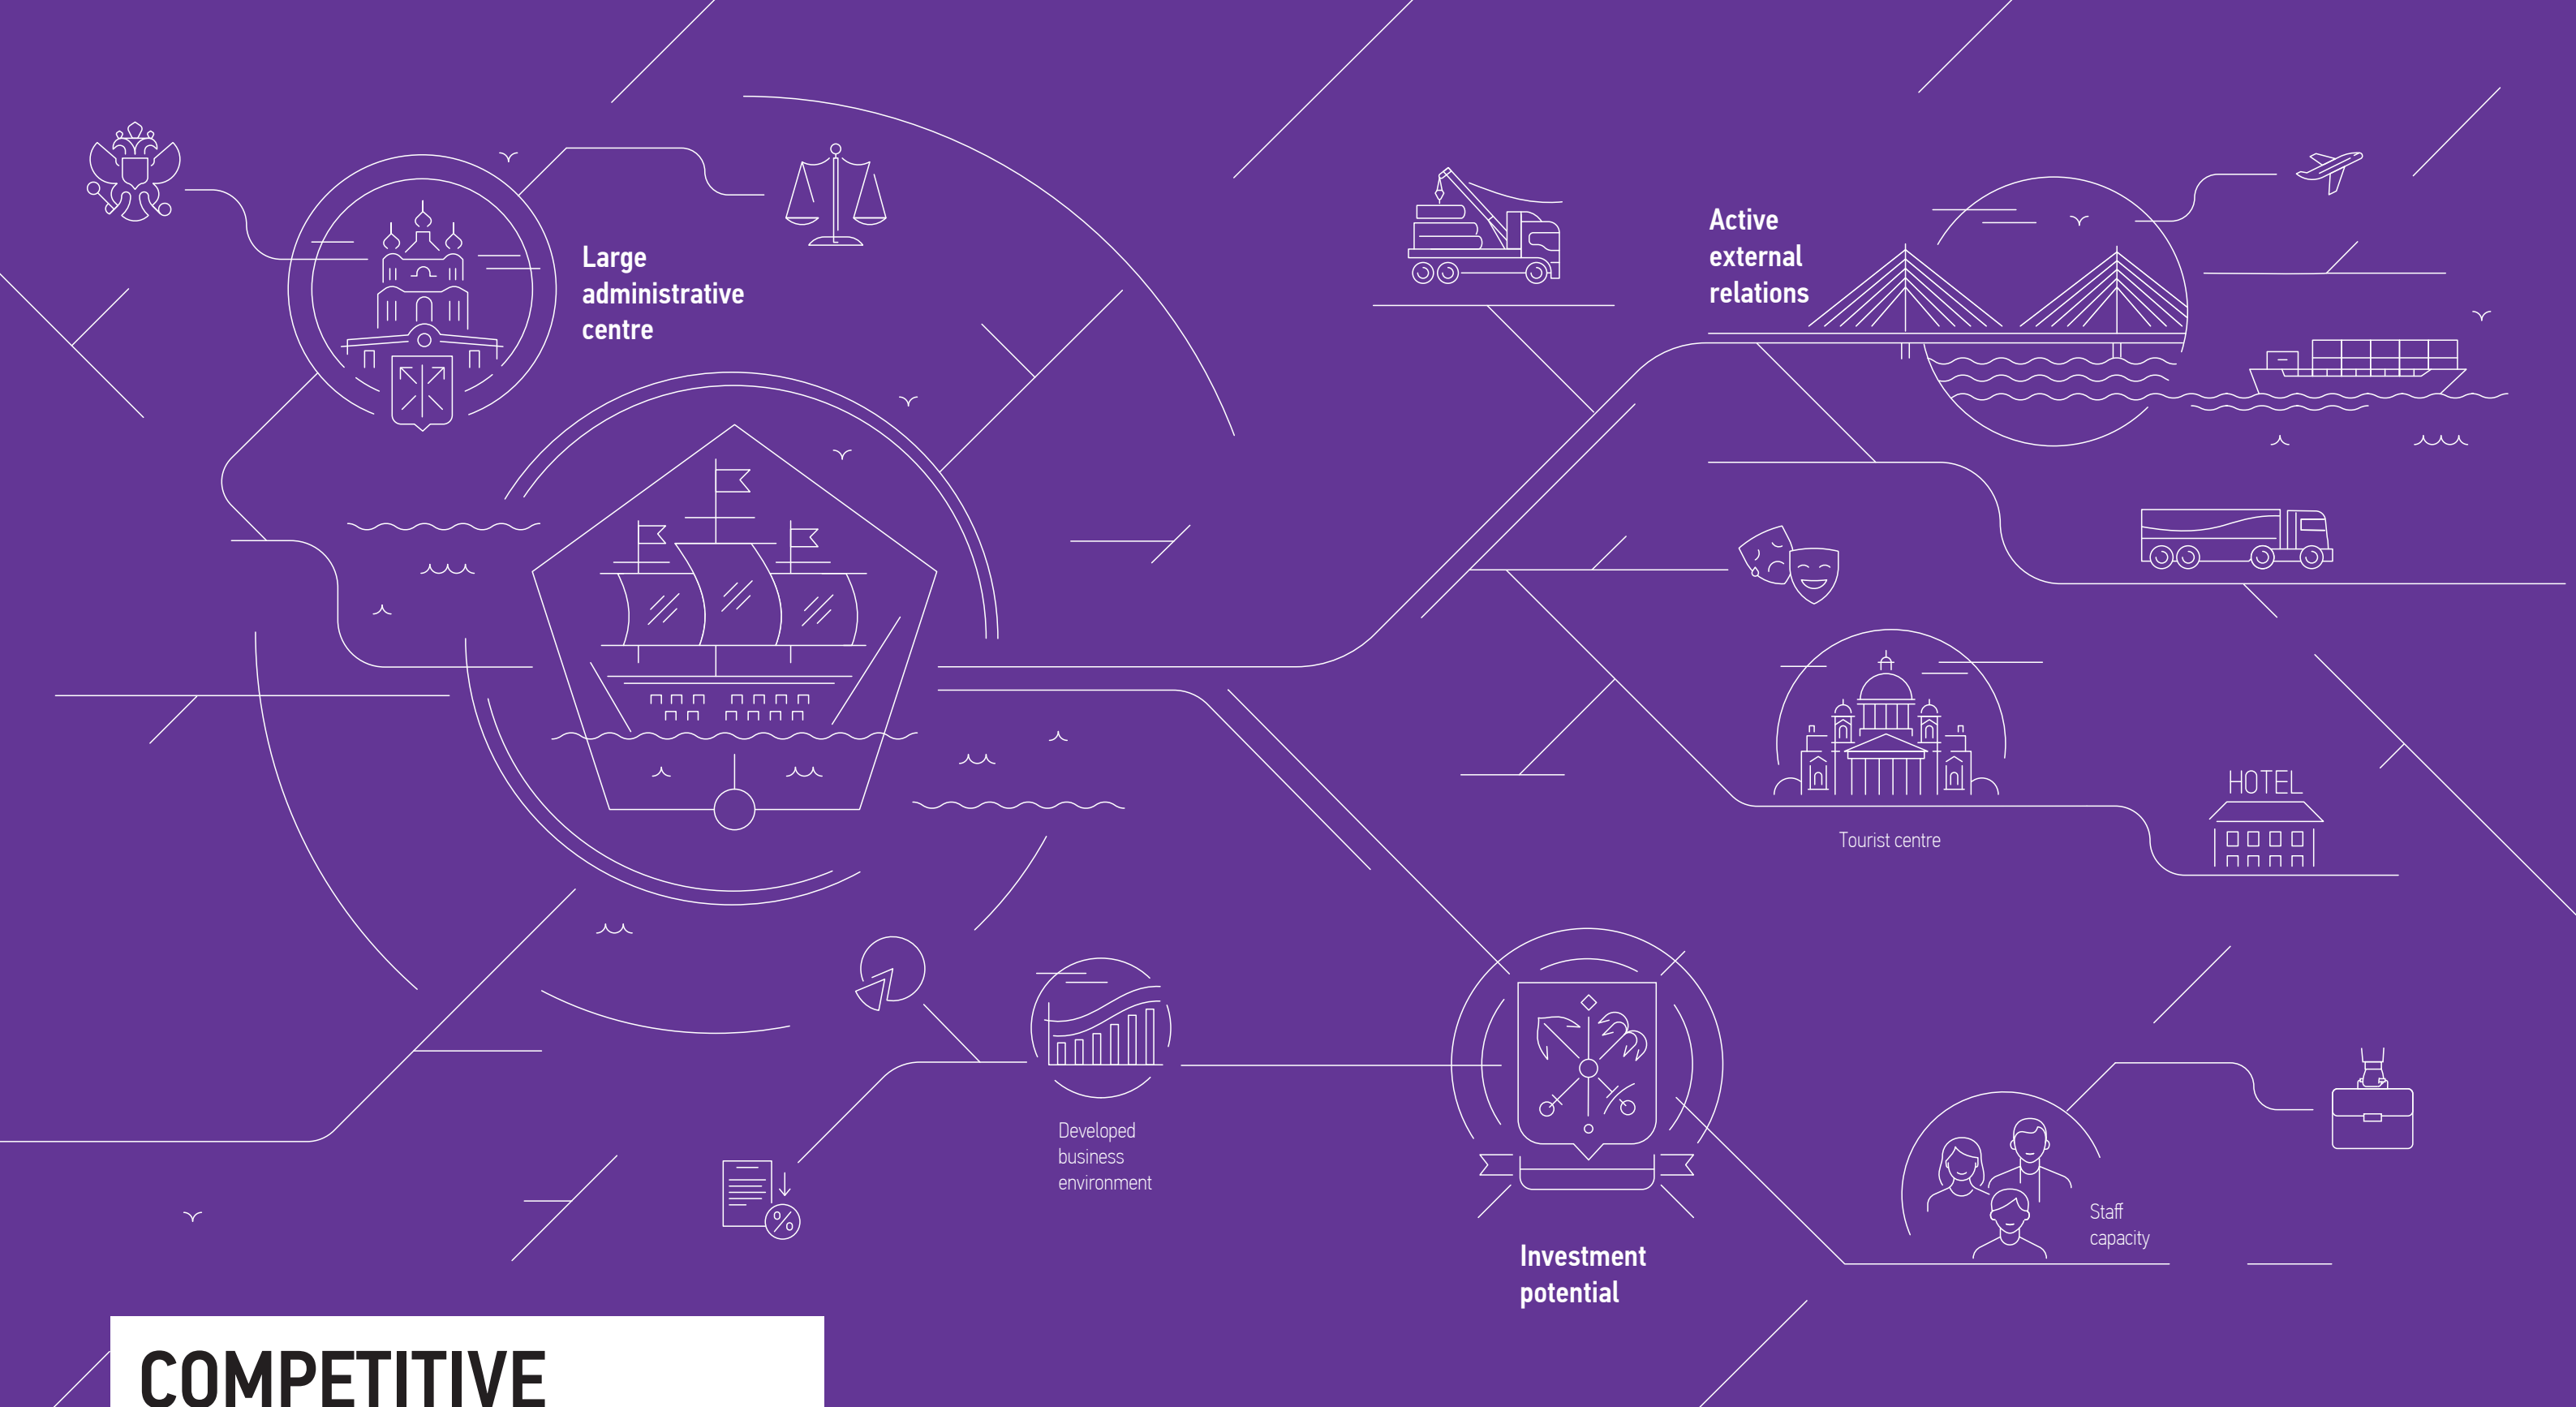 Large
administrative
centre
Active
external
relations
HOTEL
Tourist centre
Developed
business
environment
%
Staff
capacity
Investment
potential
COMPETITIVE